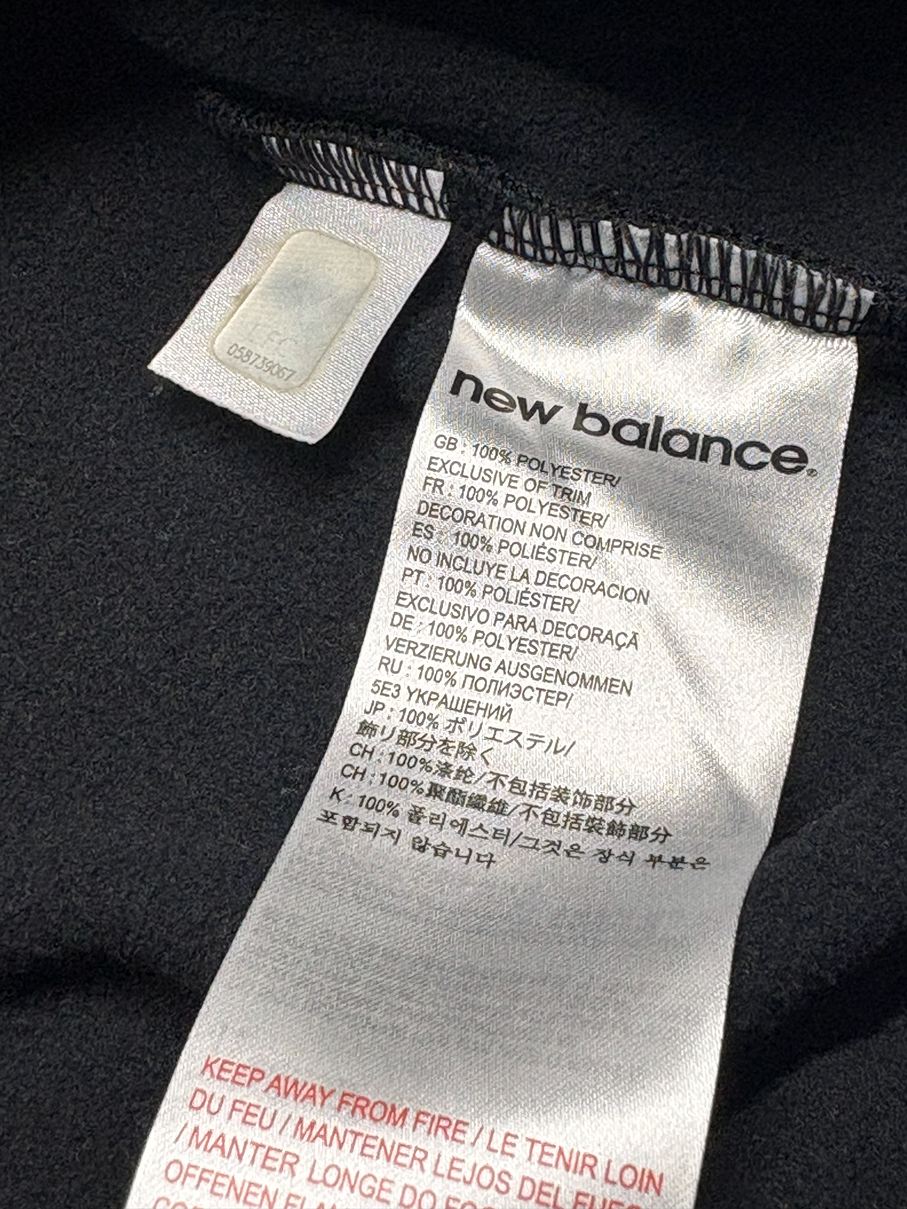 058739067
new balance
GB : 100% POLYESTER/
EXCLUSIVE OF TRIM
FR : 100% POLYESTER/
DECORATION NON COMPRISE
ES : 100% POLIÉSTER/
NO INCLUYE LA DECORACION
PT : 100% POLIÉSTER/
EXCLUSIVO PARA DECORAÇÃ
DE : 100% POLYESTER/
VERZIERUNG AUSGENOMMEN
RU : 100% ПОЛИЭСТЕР/
5E3 УКРАШЕНИЙ
JP : 100% ポリエステル/
飾り部分を除く
CH : 100%涤纶/不包括装饰部分
CH : 100%聚酯纖維/不包括裝飾部分
K : 100% 폴리에스터/그것은 장식 부분은
포함되지 않습니다
KEEP AWAY FROM FIRE / LE TENIR LOIN
DU FEU / MANTENER LEJOS DEL FUEG
/ MANTER LONGE DO FOG
OFFENEN FLA